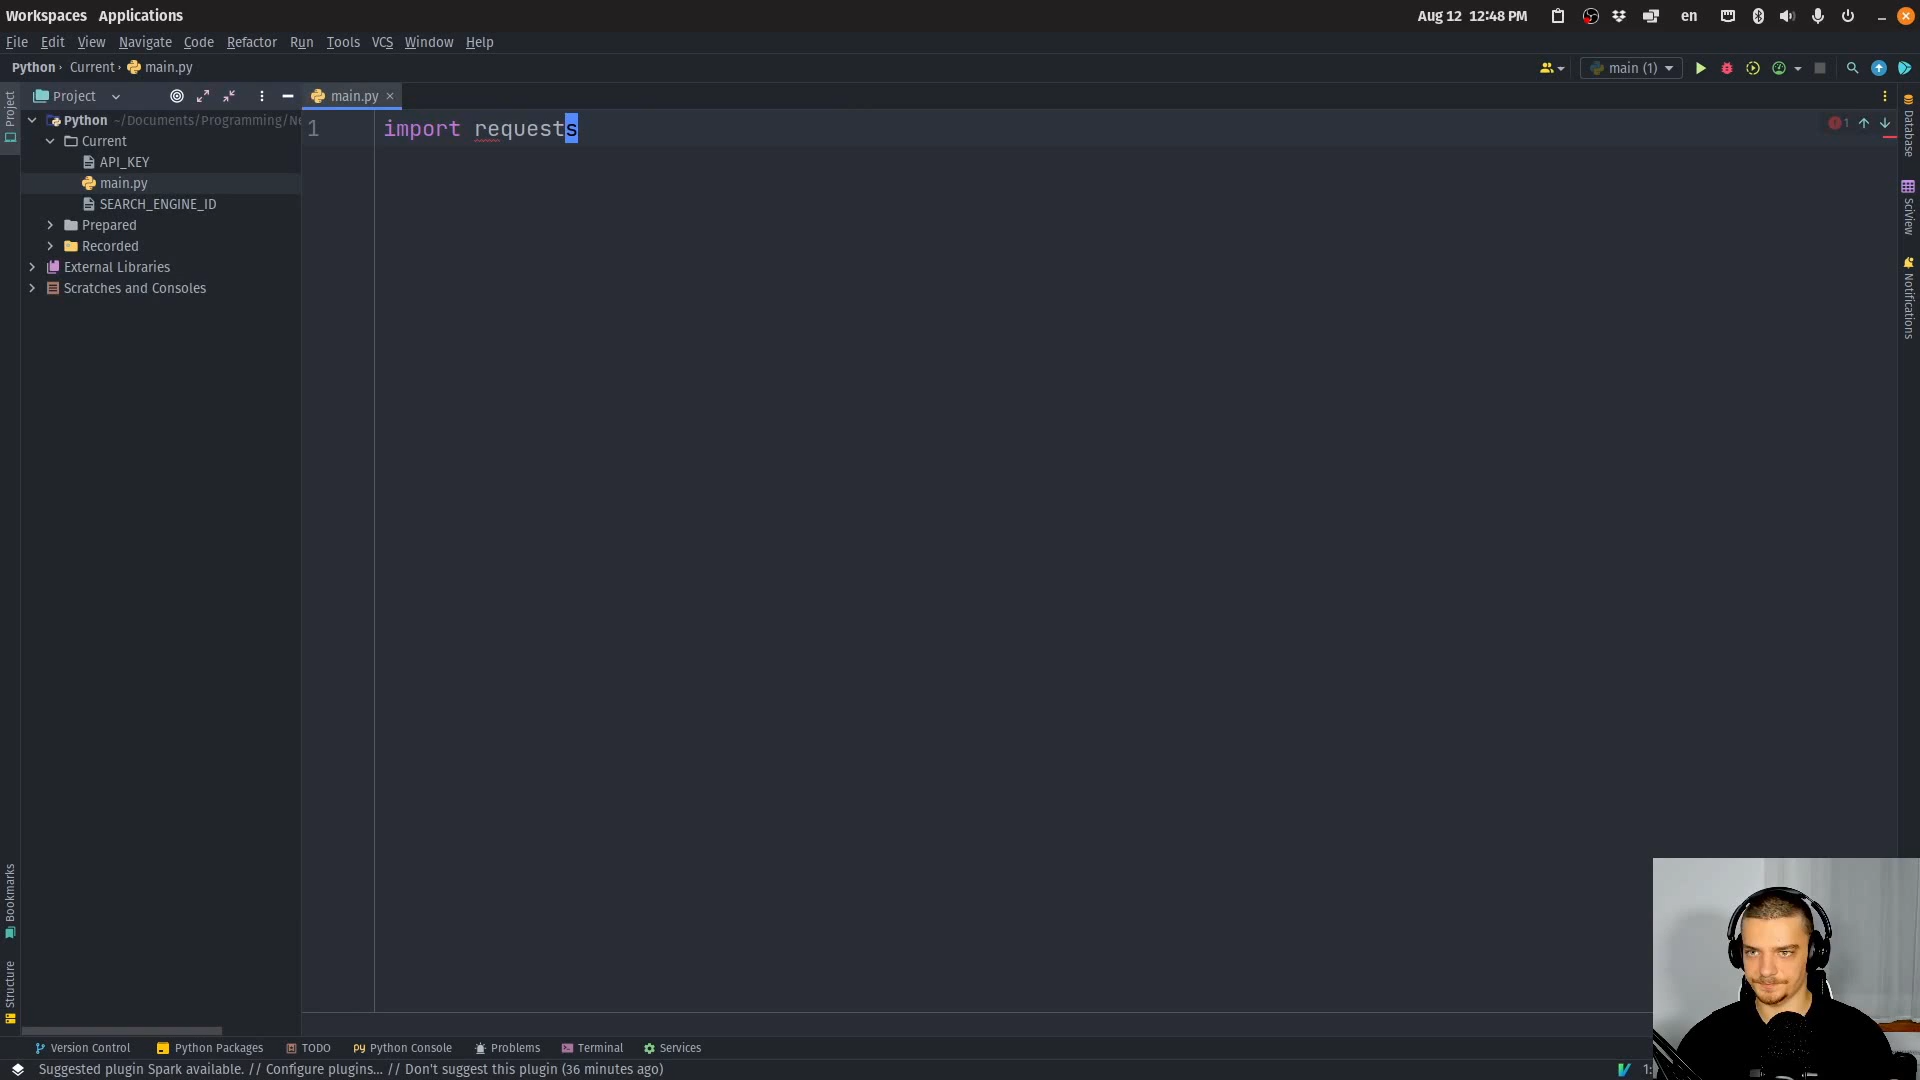 Workspaces Applications
Aug 12 12:48 PM
en
File Edit View Navigate Code Refactor Run Tools VCS Window Help
Python Current main.py
main (1)
Project
main.py
Python ~/Documents/Programming/Ne
Current
API_KEY
main.py
SEARCH_ENGINE_ID
Prepared
Recorded
External Libraries
Scratches and Consoles
1 import requests
1
Project
Bookmarks
Structure
Database
SciView
Notifications
Version Control Python Packages TODO Python Console Problems Terminal Services
Suggested plugin Spark available. // Configure plugins... // Don't suggest this plugin (36 minutes ago)